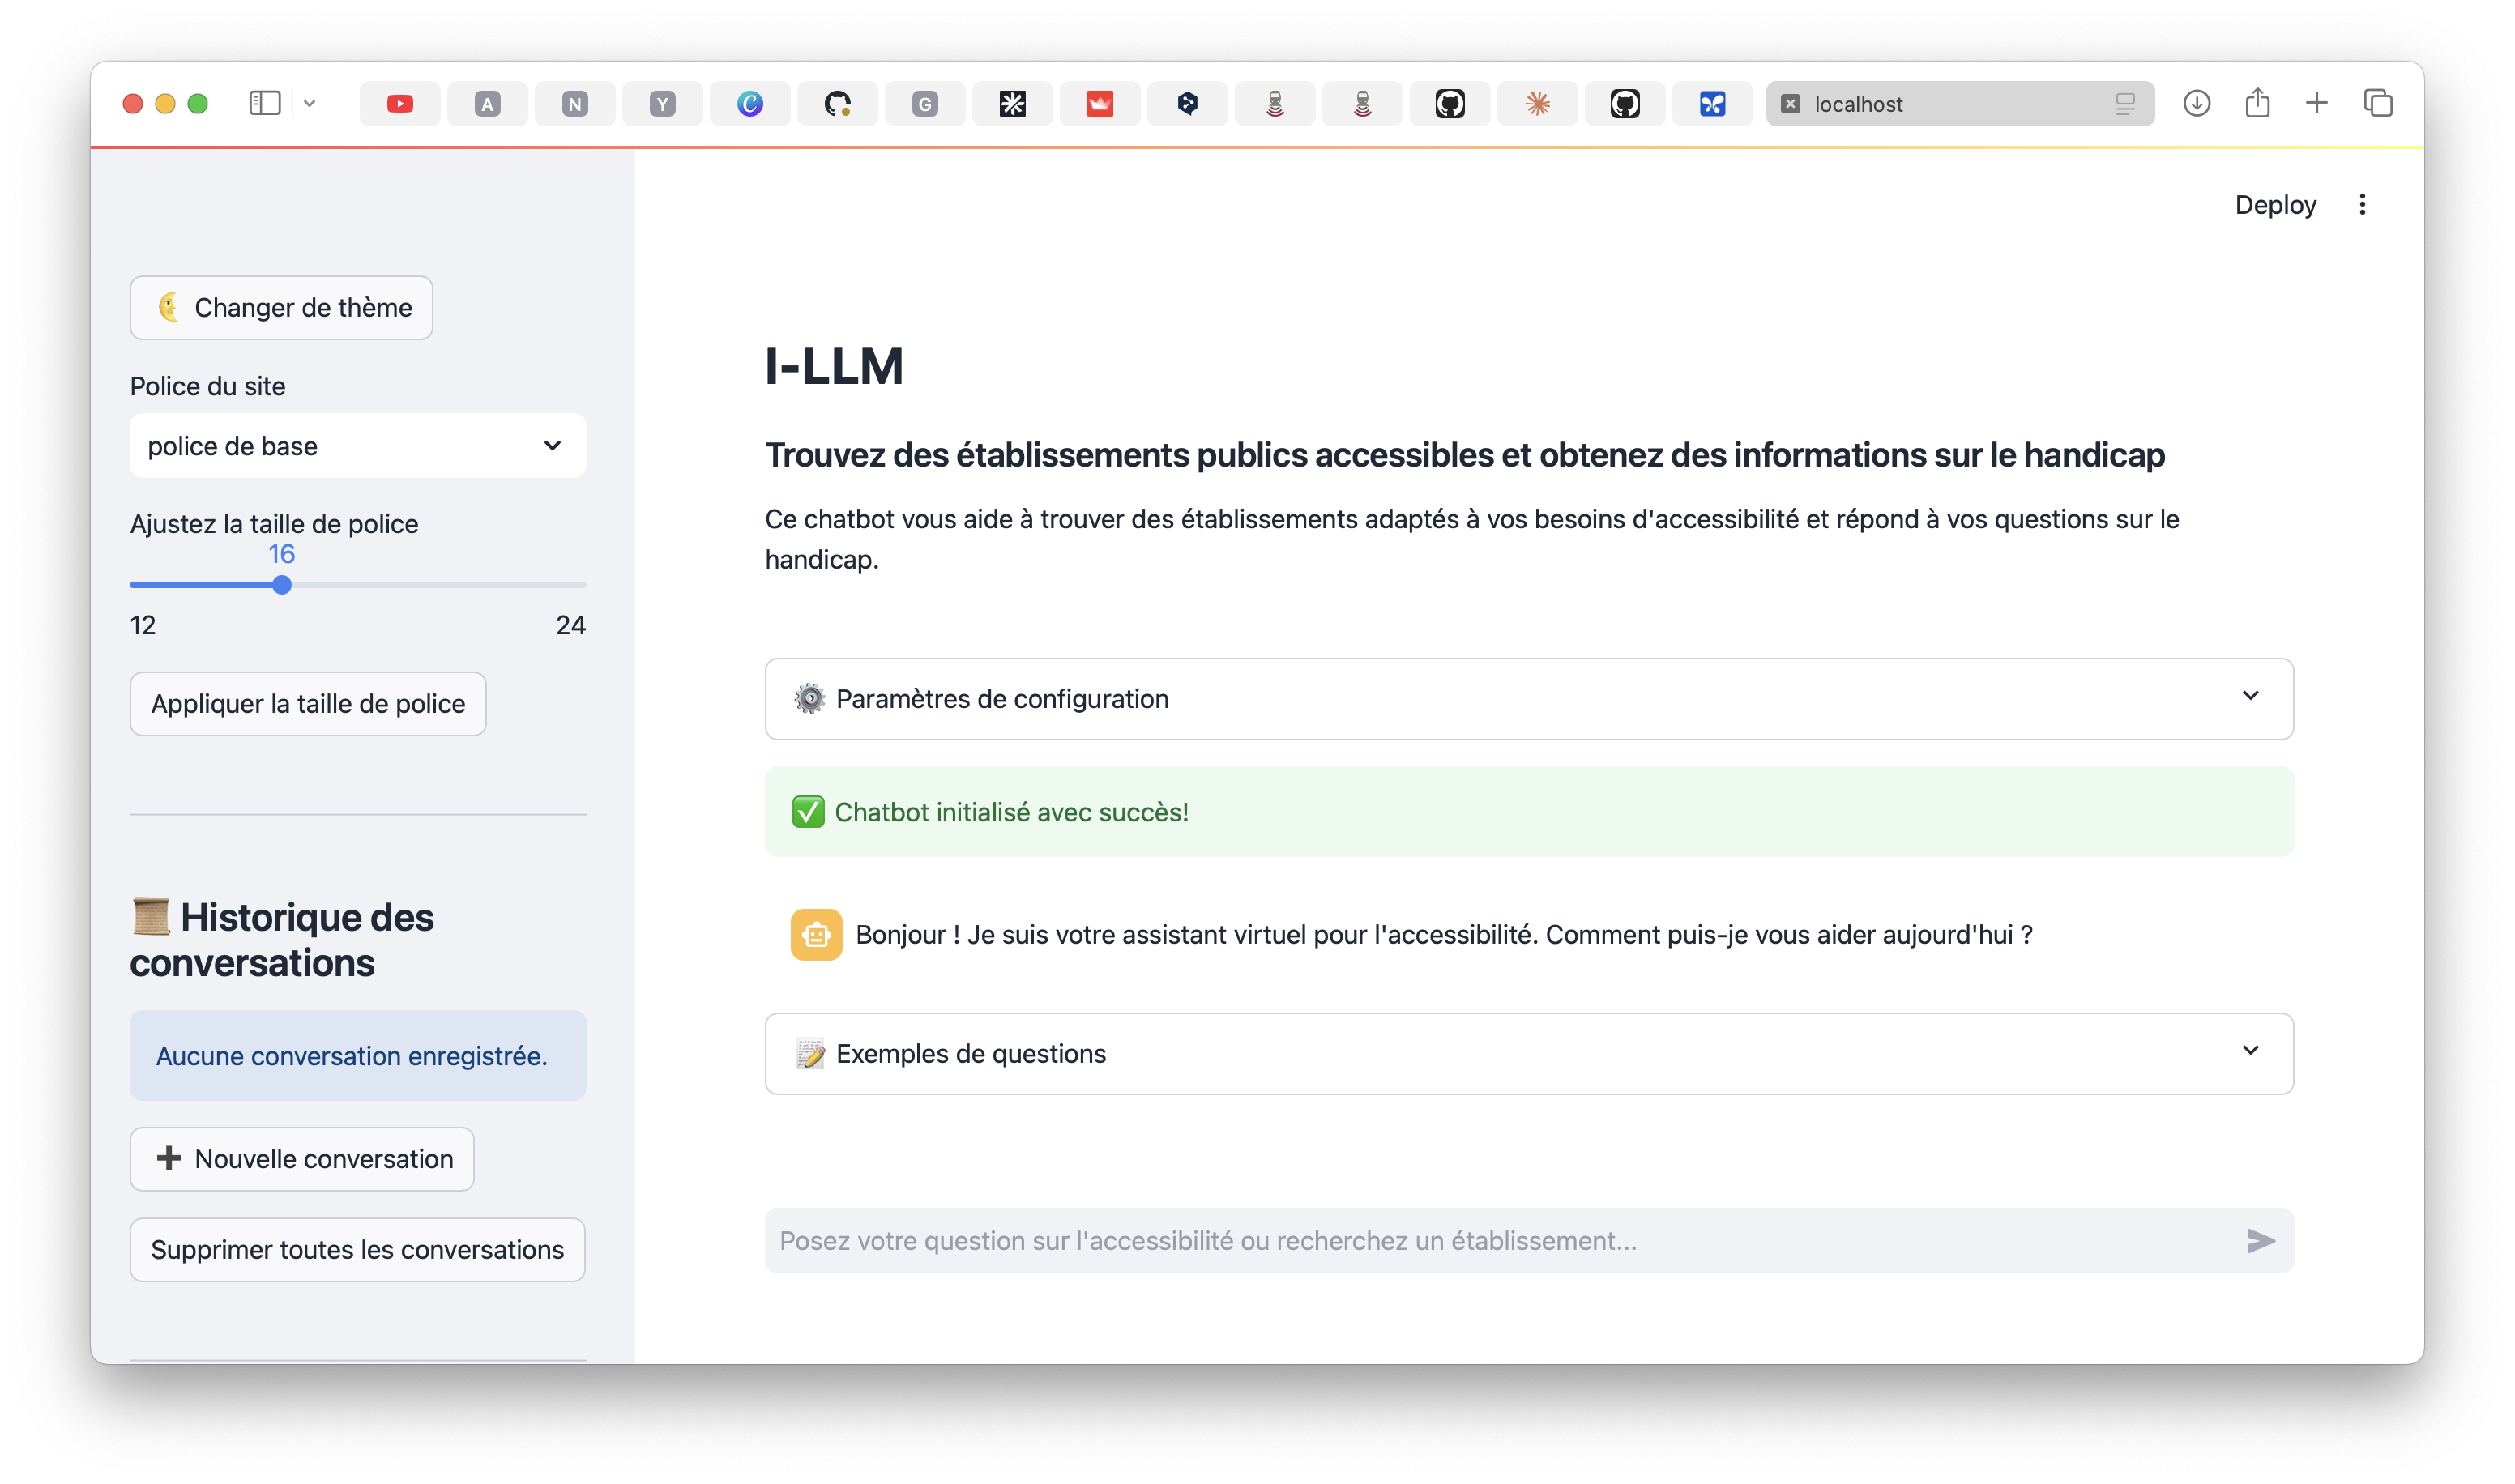 A
N
Y
C
G
localhost
Deploy
Changer de thème
Police du site
police de base
Ajustez la taille de police
16
12
24
Appliquer la taille de police
Historique des
conversations
Aucune conversation enregistrée.
Nouvelle conversation
Supprimer toutes les conversations
I-LLM
Trouvez des établissements publics accessibles et obtenez des informations sur le handicap
Ce chatbot vous aide à trouver des établissements adaptés à vos besoins d'accessibilité et répond à vos questions sur le
handicap.
Paramètres de configuration
Chatbot initialisé avec succès!
Bonjour ! Je suis votre assistant virtuel pour l'accessibilité. Comment puis-je vous aider aujourd'hui ?
Exemples de questions
Posez votre question sur l'accessibilité ou recherchez un établissement...